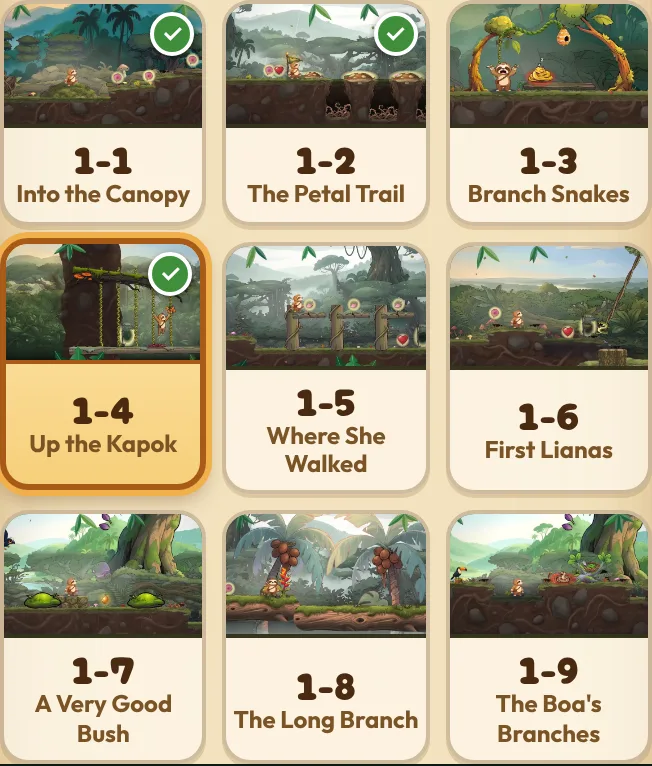 1-1
Into the Canopy
1-2
The Petal Trail
1-3
Branch Snakes
1-4
Up the Kapok
1-5
Where She
Walked
1-6
First Lianas
1-7
A Very Good
Bush
1-8
The Long Branch
1-9
The Boa's
Branches